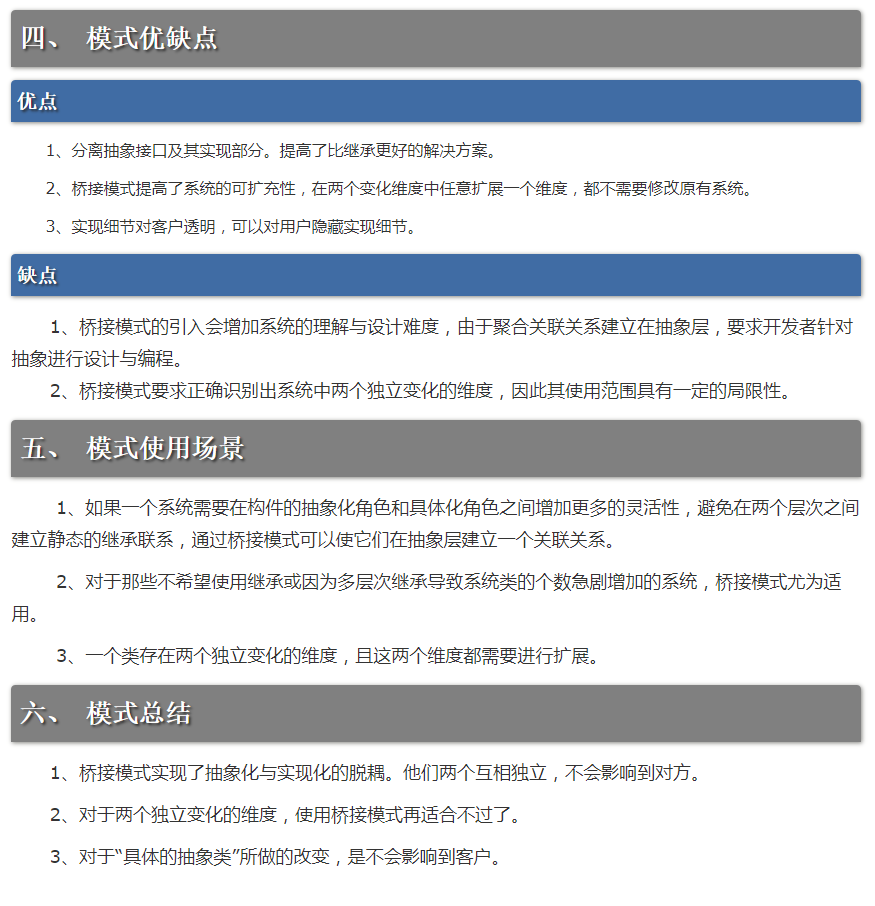 四、 模式优缺点
优点
1、分离抽象接口及其实现部分。提高了比继承更好的解决方案。
2、桥接模式提高了系统的可扩充性，在两个变化维度中任意扩展一个维度，都不需要修改原有系统。
3、实现细节对客户透明，可以对用户隐藏实现细节。
缺点
1、桥接模式的引入会增加系统的理解与设计难度，由于聚合关联关系建立在抽象层，要求开发者针对
抽象进行设计与编程。
2、桥接模式要求正确识别出系统中两个独立变化的维度，因此其使用范围具有一定的局限性。
五、 模式使用场景
1、如果一个系统需要在构件的抽象化角色和具体化角色之间增加更多的灵活性，避免在两个层次之间
建立静态的继承联系，通过桥接模式可以使它们在抽象层建立一个关联关系。
2、对于那些不希望使用继承或因为多层次继承导致系统类的个数急剧增加的系统，桥接模式尤为适
用。
3、一个类存在两个独立变化的维度，且这两个维度都需要进行扩展。
六、 模式总结
1、桥接模式实现了抽象化与实现化的脱耦。他们两个互相独立，不会影响到对方。
2、对于两个独立变化的维度，使用桥接模式再适合不过了。
3、对于“具体的抽象类”所做的改变，是不会影响到客户。